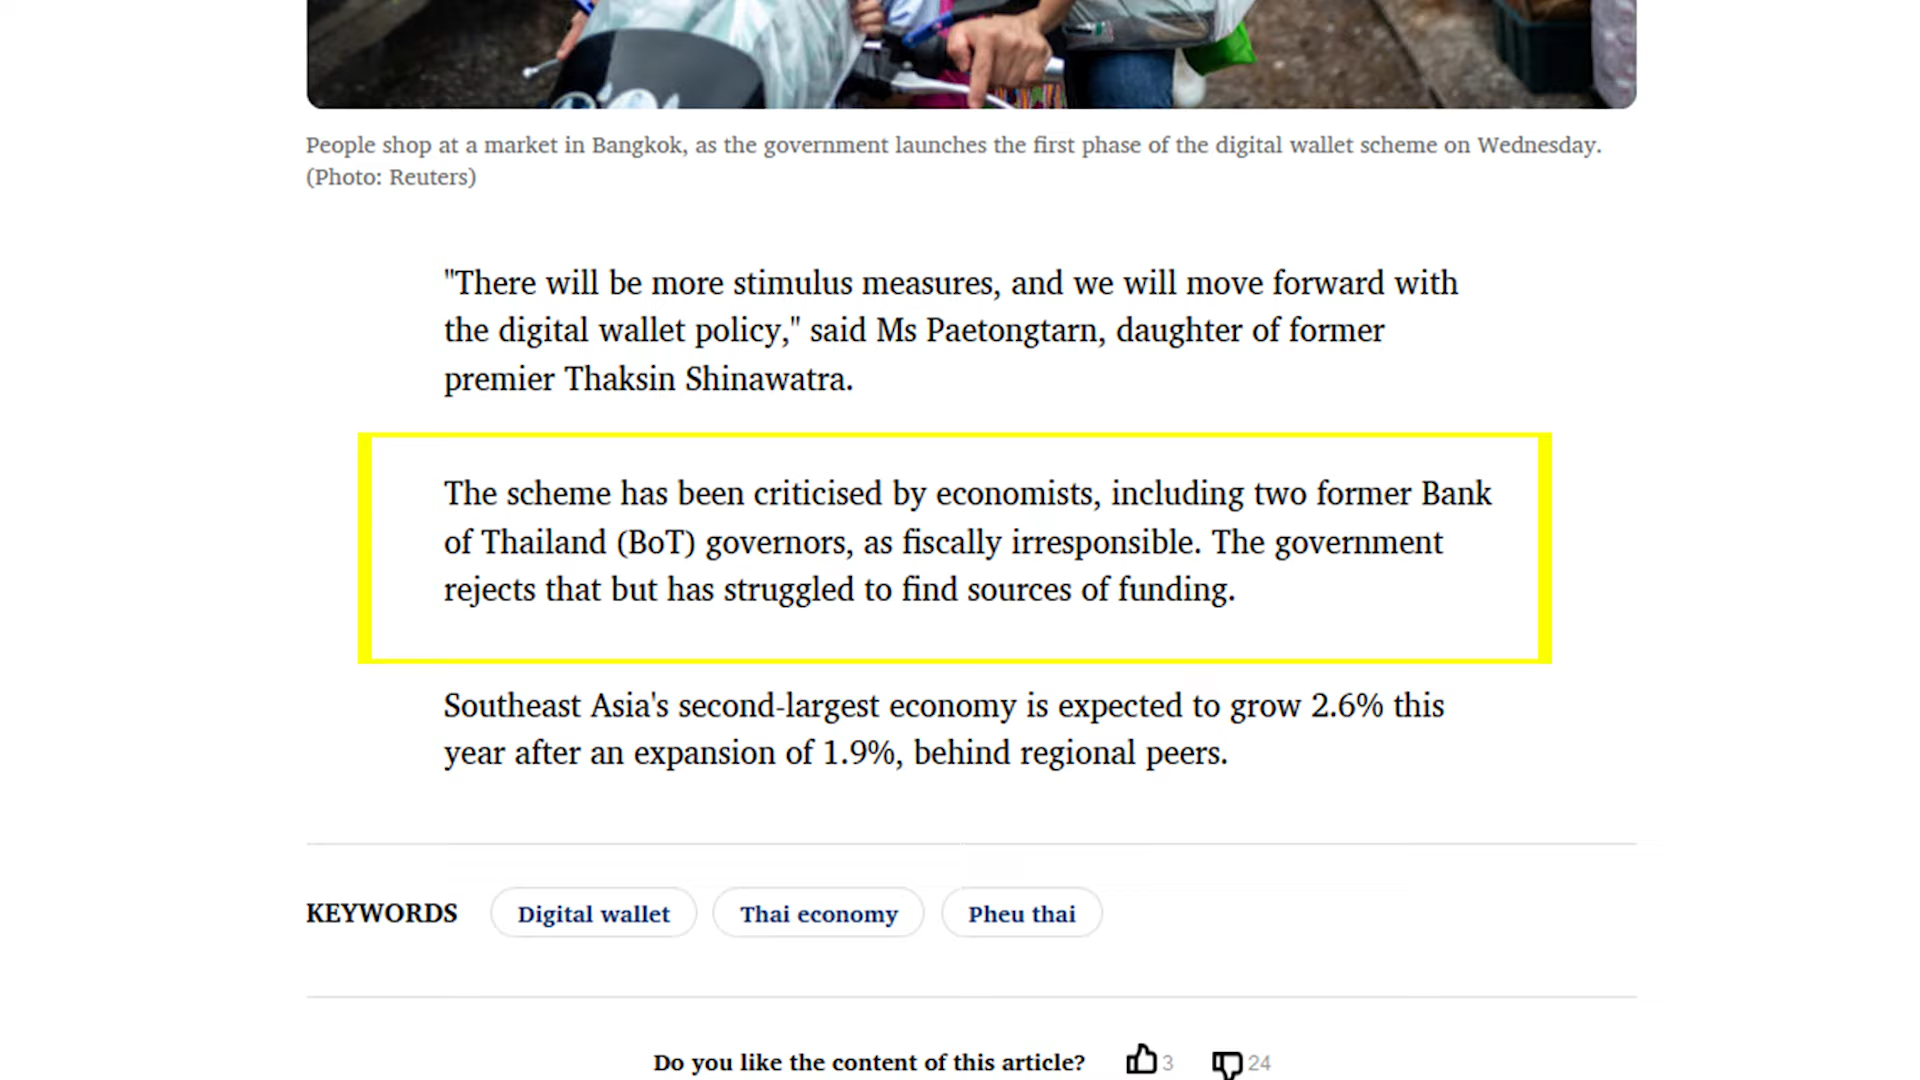 People shop at a market in Bangkok, as the government launches the first phase of the digital wallet scheme on Wednesday.
(Photo: Reuters)
"There will be more stimulus measures, and we will move forward with
the digital wallet policy," said Ms Paetongtarn, daughter of former
premier Thaksin Shinawatra.
The scheme has been criticised by economists, including two former Bank
of Thailand (BoT) governors, as fiscally irresponsible. The government
rejects that but has struggled to find sources of funding.
Southeast Asia's second-largest economy is expected to grow 2.6% this
year after an expansion of 1.9%, behind regional peers.
KEYWORDS Digital wallet Thai economy Pheu thai
Do you like the content of this article? 3 24